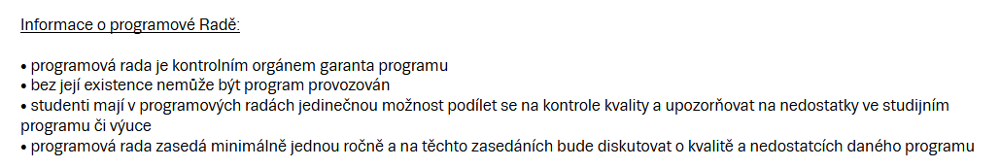 Informace o programové Radě:
• programová rada je kontrolním orgánem garanta programu
• bez její existence nemůže být program provozován
• studenti mají v programových radách jedinečnou možnost podílet se na kontrole kvality a upozorňovat na nedostatky ve studijním
programu či výuce
• programová rada zasedá minimálně jednou ročně a na těchto zasedáních bude diskutovat o kvalitě a nedostatcích daného programu